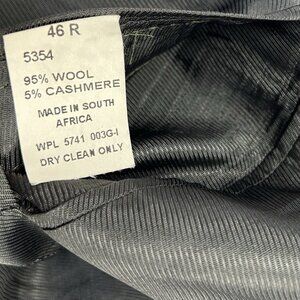 46 R
5354
95% WOOL
5% CASHMERE
MADE IN SOUTH
AFRICA
WPL 5741 003G-I
DRY CLEAN ONLY